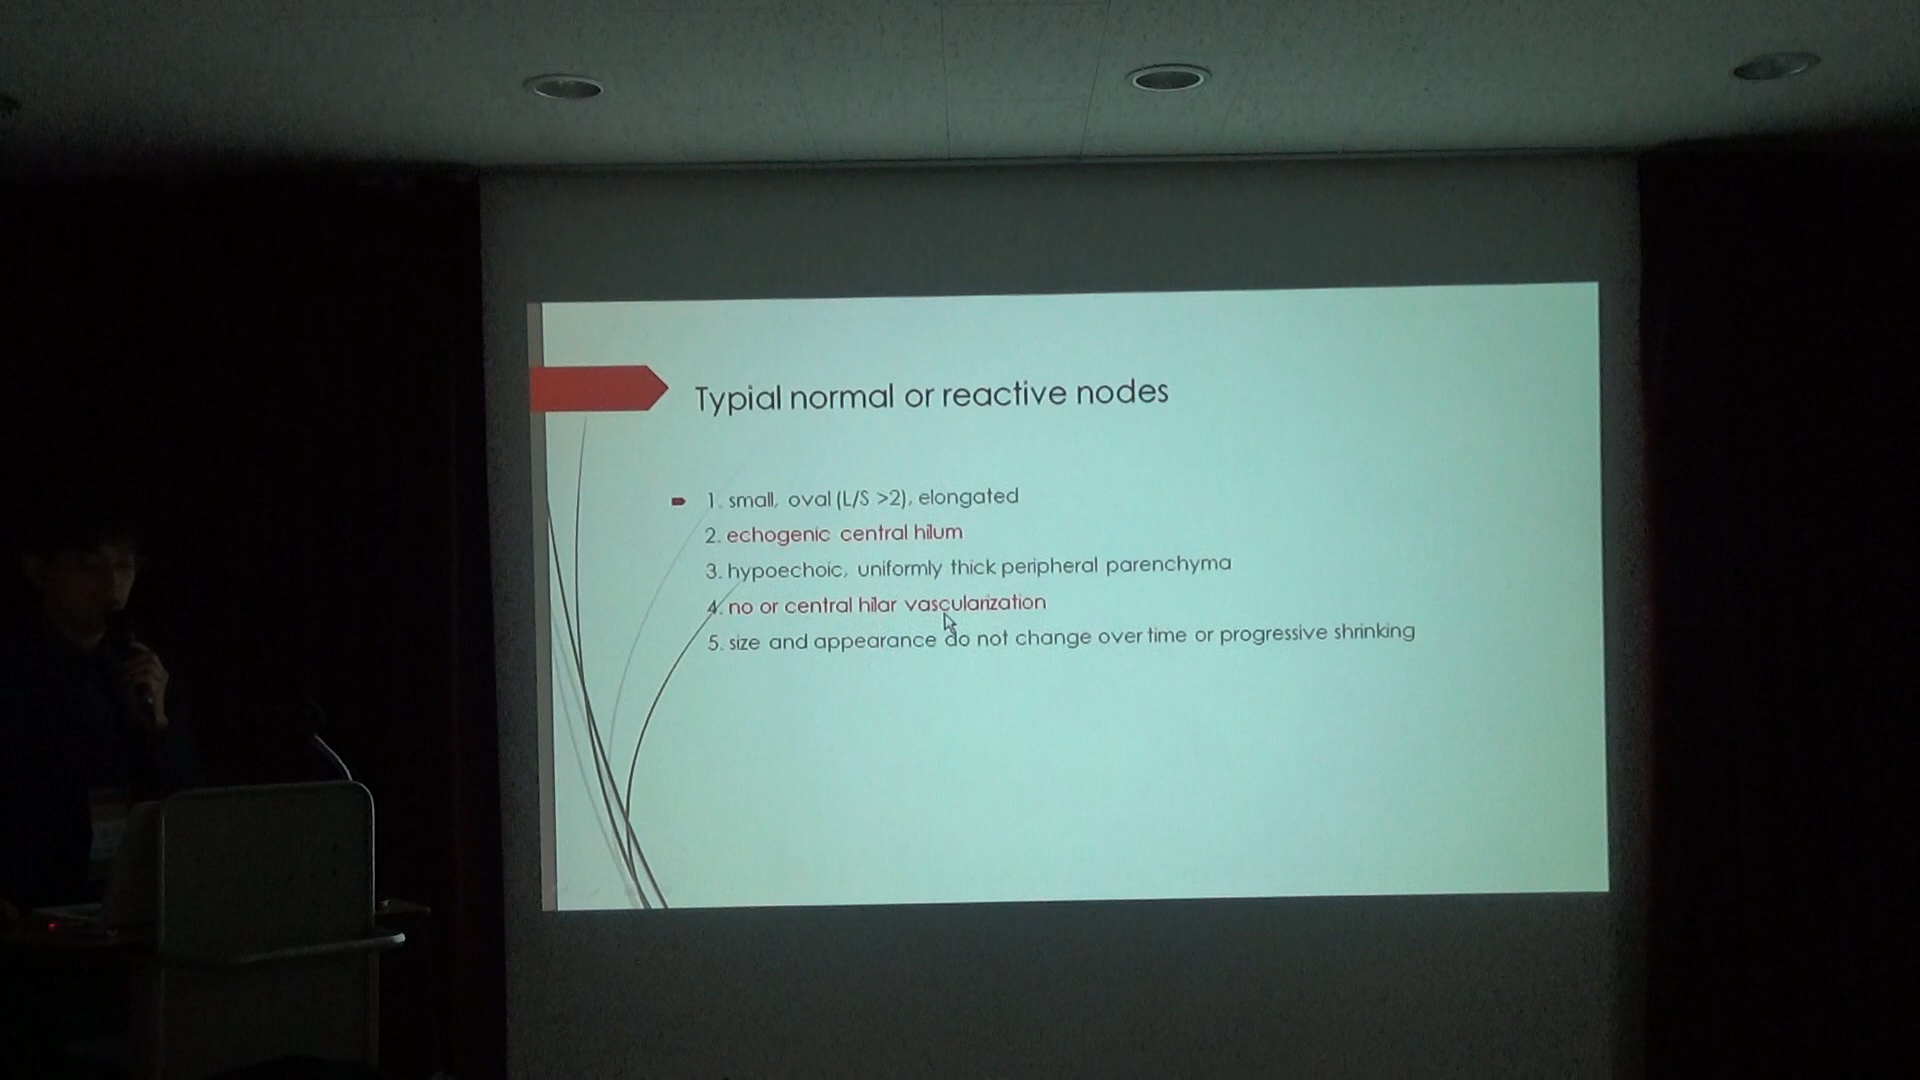 Typial normal or reactive nodes
1. small, oval (L/S >2), elongated
2. echogenic central hilum
3. hypoechoic, uniformly thick peripheral parenchyma
4. no or central hilar vascularization
5. size and appearance do not change over time or progressive shrinking